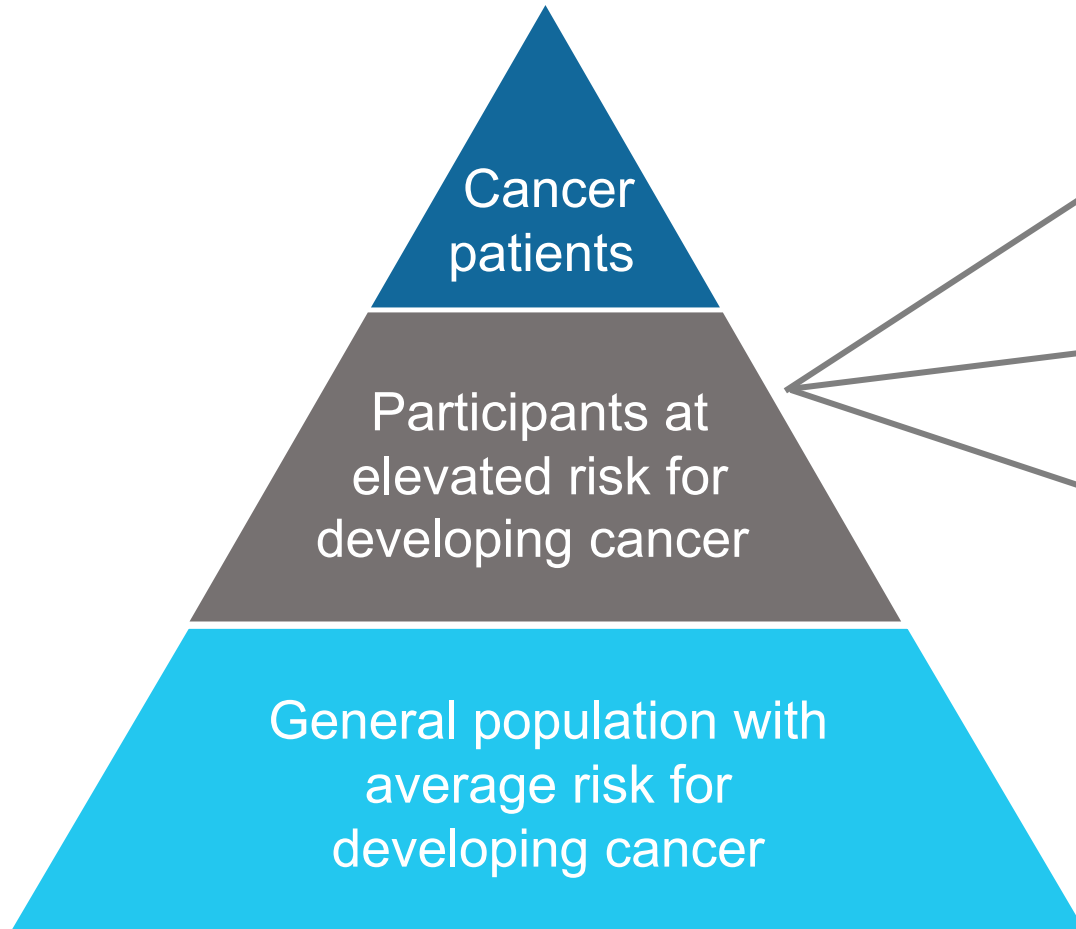 Cancer
patients
Participants at
elevated risk for
developing cancer
General population with
average risk for
developing cancer